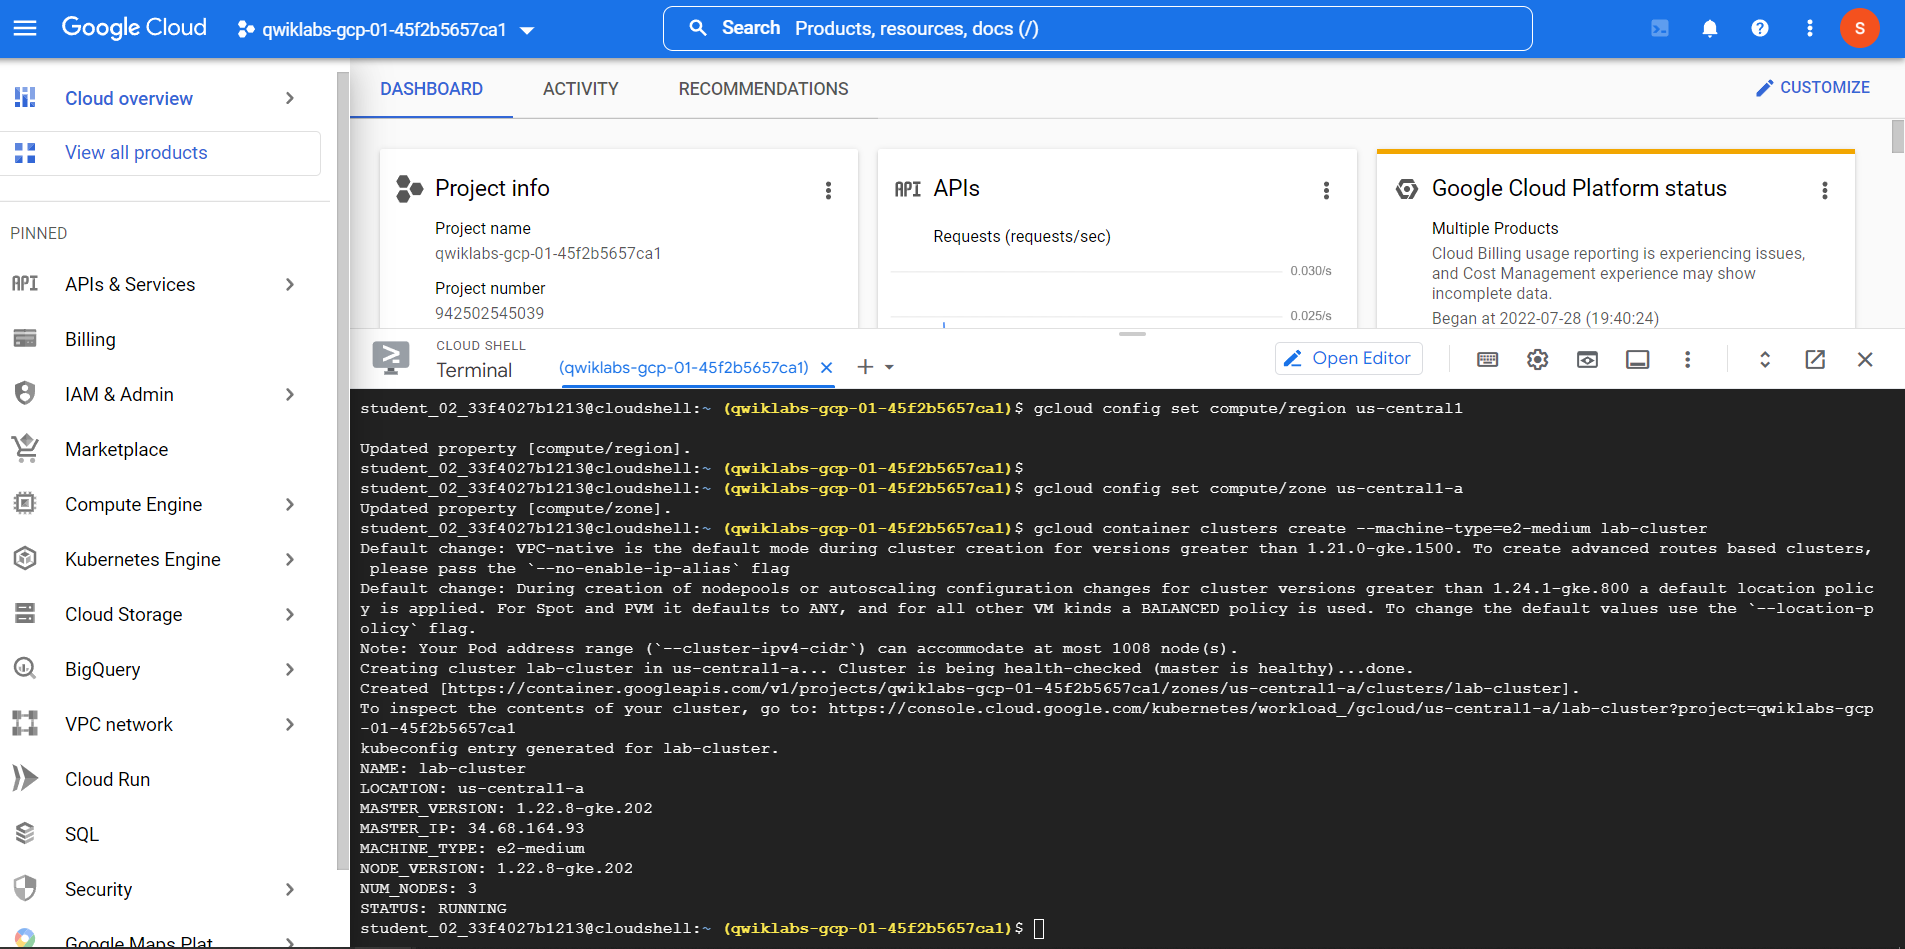 Google Cloud
qwiklabs-gcp-01-45f2b5657ca1
Search Products, resources, docs (/)
S
Cloud overview
View all products
PINNED
API APIs & Services
Billing
IAM & Admin
Marketplace
Compute Engine
Kubernetes Engine
Cloud Storage
BigQuery
VPC network
Cloud Run
SQL
Security
Google Maps Plat
DASHBOARD
ACTIVITY
RECOMMENDATIONS
CUSTOMIZE
Project info
Project name
qwiklabs-gcp-01-45f2b5657ca1
Project number
942502545039
API APIs
Requests (requests/sec)
0.030/s
0.025/s
Google Cloud Platform status
Multiple Products
Cloud Billing usage reporting is experiencing issues,
and Cost Management experience may show
incomplete data.
Began at 2022-07-28 (19:40:24)
CLOUD SHELL
Terminal
(qwiklabs-gcp-01-45f2b5657ca1)
Open Editor
student_02_33f4027b1213@cloudshell:~ (qwiklabs-gcp-01-45f2b5657ca1)$ gcloud config set compute/region us-central1
Updated property [compute/region].
student_02_33f4027b1213@cloudshell:~ (qwiklabs-gcp-01-45f2b5657ca1)$
student_02_33f4027b1213@cloudshell:~ (qwiklabs-gcp-01-45f2b5657ca1)$ gcloud config set compute/zone us-central1-a
Updated property [compute/zone].
student_02_33f4027b1213@cloudshell:~ (qwiklabs-gcp-01-45f2b5657ca1)$ gcloud container clusters create --machine-type=e2-medium lab-cluster
Default change: VPC-native is the default mode during cluster creation for versions greater than 1.21.0-gke.1500. To create advanced routes based clusters,
please pass the `--no-enable-ip-alias` flag
Default change: During creation of nodepools or autoscaling configuration changes for cluster versions greater than 1.24.1-gke.800 a default location polic
y is applied. For Spot and PVM it defaults to ANY, and for all other VM kinds a BALANCED policy is used. To change the default values use the `--location-p
olicy` flag.
Note: Your Pod address range (`--cluster-ipv4-cidr`) can accommodate at most 1008 node(s).
Creating cluster lab-cluster in us-central1-a... Cluster is being health-checked (master is healthy)...done.
Created [https://container.googleapis.com/v1/projects/qwiklabs-gcp-01-45f2b5657ca1/zones/us-central1-a/clusters/lab-cluster].
To inspect the contents of your cluster, go to: https://console.cloud.google.com/kubernetes/workload_/gcloud/us-central1-a/lab-cluster?project=qwiklabs-gcp
-01-45f2b5657ca1
kubeconfig entry generated for lab-cluster.
NAME: lab-cluster
LOCATION: us-central1-a
MASTER_VERSION: 1.22.8-gke.202
MASTER_IP: 34.68.164.93
MACHINE_TYPE: e2-medium
NODE_VERSION: 1.22.8-gke.202
NUM_NODES: 3
STATUS: RUNNING
student_02_33f4027b1213@cloudshell:~ (qwiklabs-gcp-01-45f2b5657ca1)$